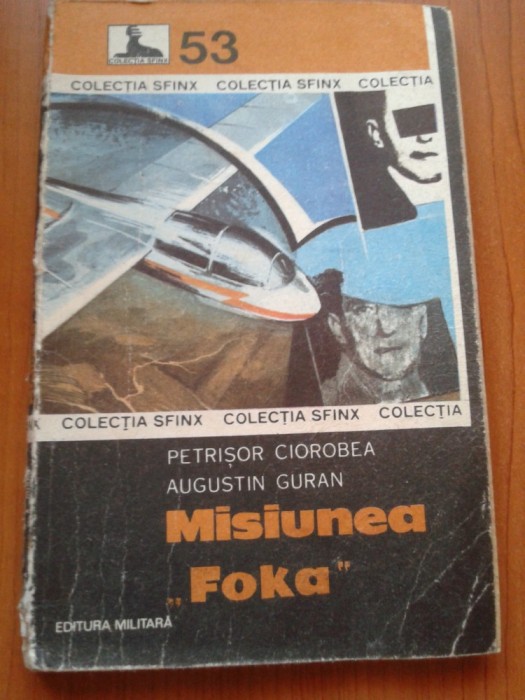 COLECȚIA SFINX
53
COLECȚIA SFINX COLECȚIA SFINX COLECȚIA
COLECȚIA SFINX COLECȚIA SFINX COLECȚIA
PETRIȘOR CIOROBEA
AUGUSTIN GURAN
Misiunea
„Foka"
EDITURA MILITARĂ